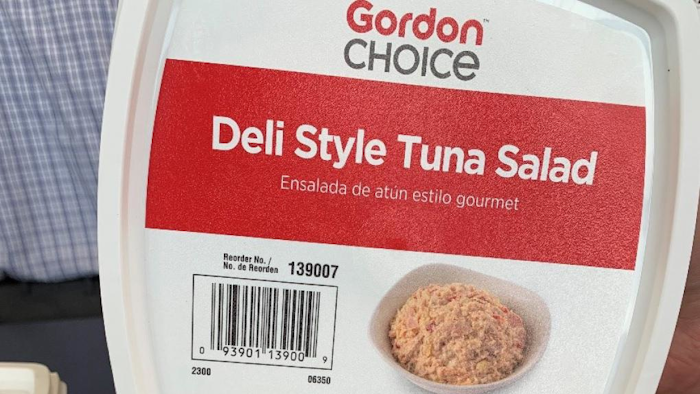 Gordon™
CHOICE
Deli Style Tuna Salad
Ensalada de atún estilo gourmet
Reorder No. /
No. de Reorden 139007
0 93901 13900 9
2300 06350